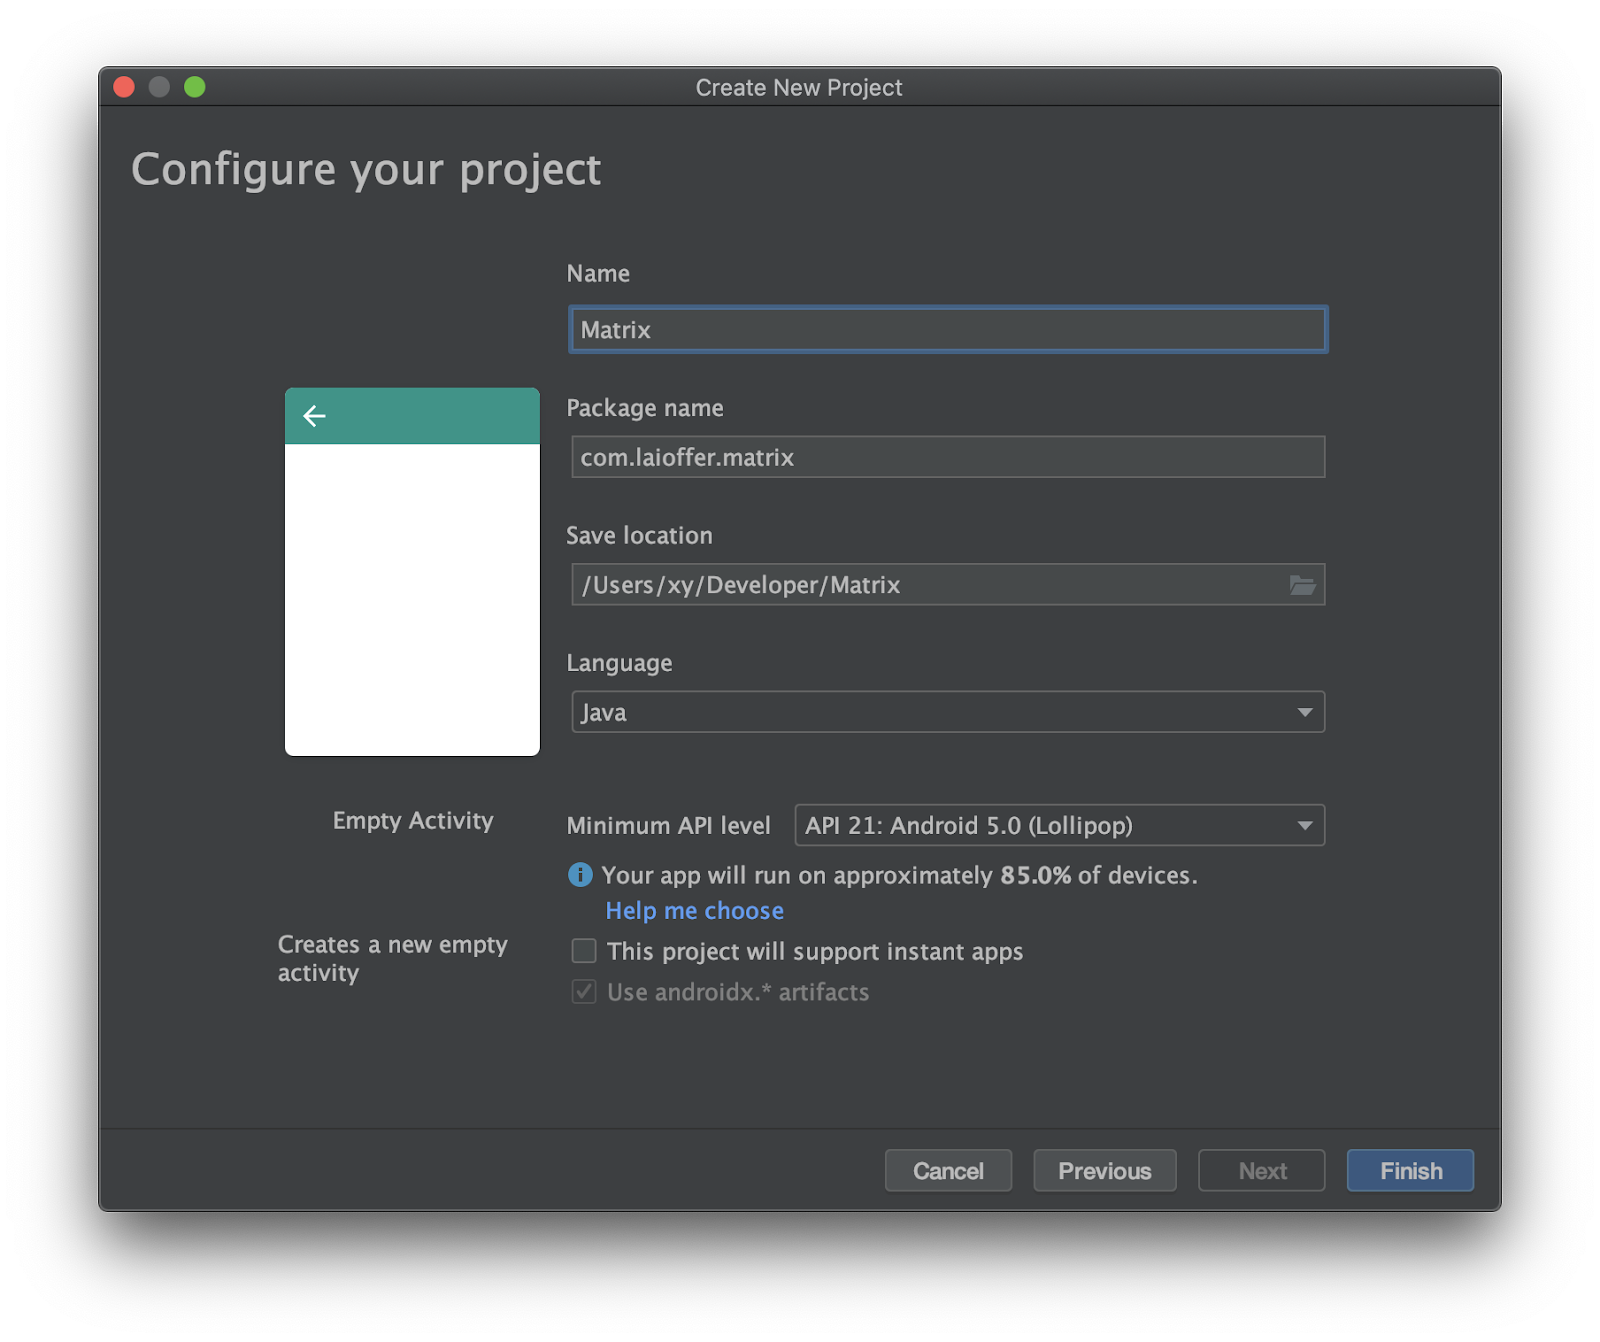 Create New Project
Configure your project
Name
Matrix
Package name
com.laioffer.matrix
Save location
/Users/xy/Developer/Matrix
Language
Java
Empty Activity
Minimum API level
API 21: Android 5.0 (Lollipop)
Your app will run on approximately 85.0% of devices.
Help me choose
Creates a new empty
activity
This project will support instant apps
Use androidx.* artifacts
Cancel
Previous
Next
Finish